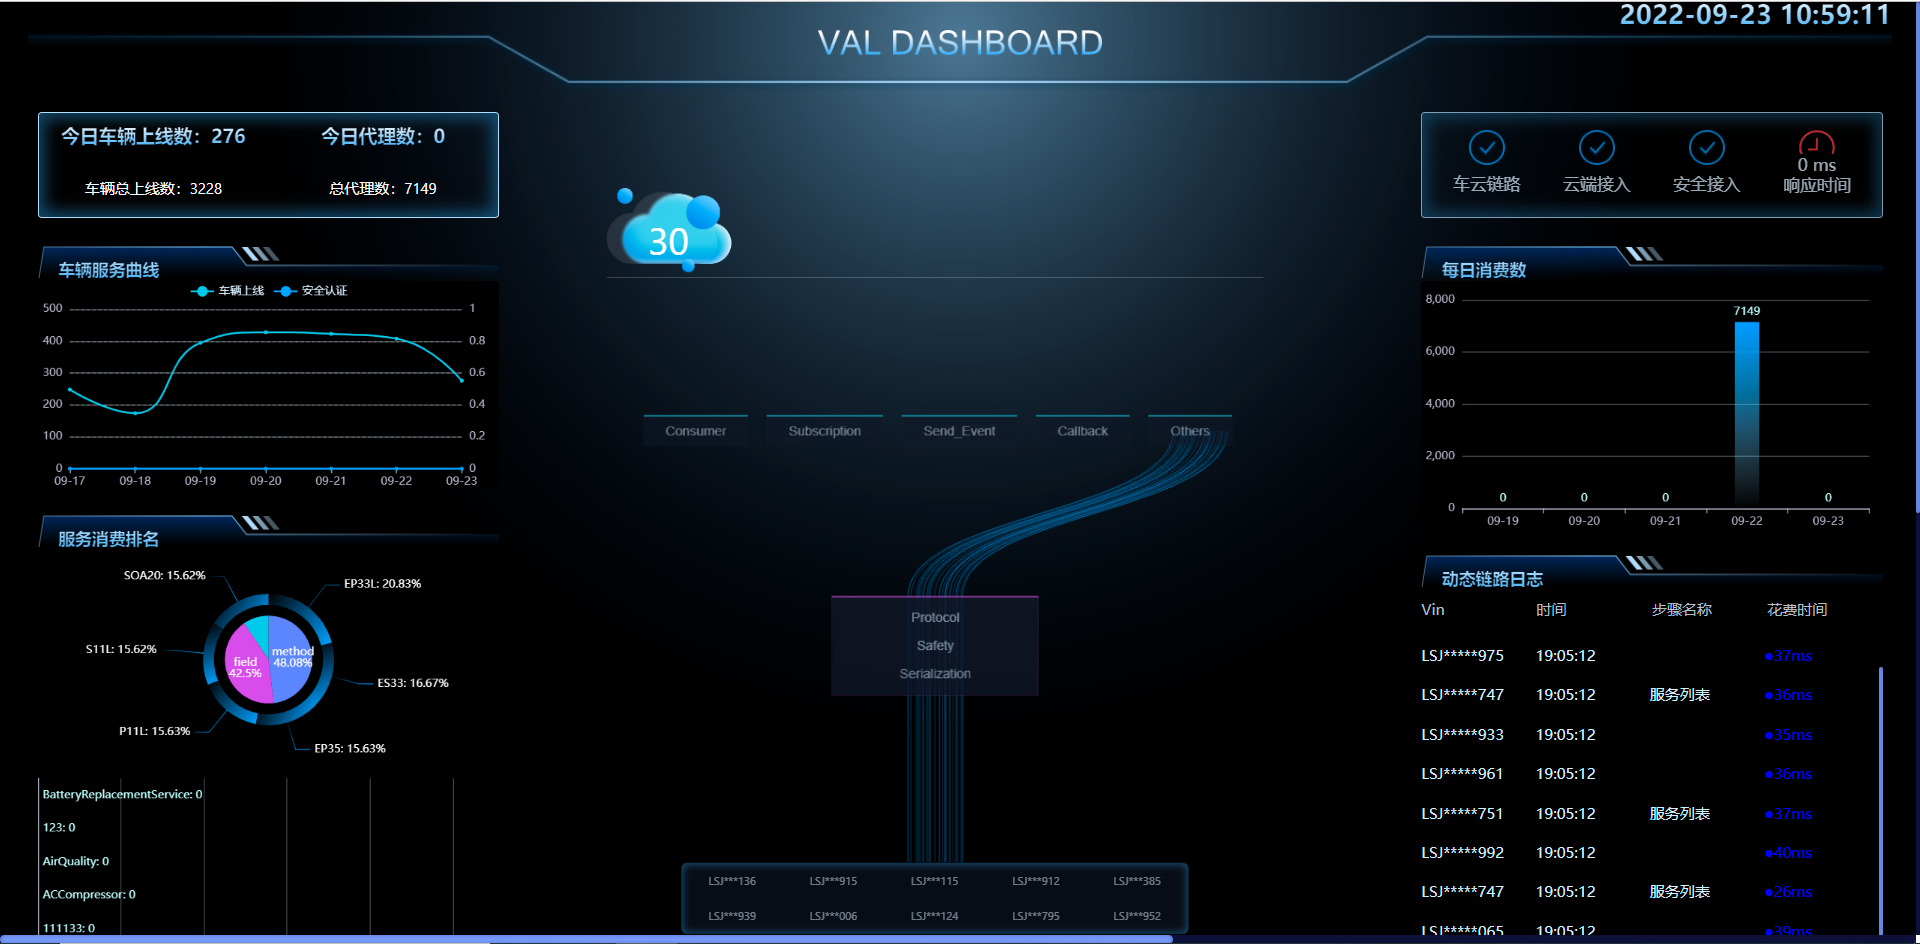 2022-09-23 10:59:11
VAL DASHBOARD
今日车辆上线数：276 今日代理数：0
车辆总上线数：3228 总代理数：7149
车辆服务曲线
车辆上线 安全认证
500 1
400 0.8
300 0.6
200 0.4
100 0.2
0 0
09-17 09-18 09-19 09-20 09-21 09-22 09-23
服务消费排名
SOA20: 15.62%
EP33L: 20.83%
S11L: 15.62%
method
48.08%
field
42.5%
ES33: 16.67%
P11L: 15.63%
EP35: 15.63%
BatteryReplacementService: 0
123: 0
AirQuality: 0
ACCompressor: 0
111133: 0
30
Consumer Subscription Send_Event Callback Others
Protocol
Safety
Serialization
LSJ***136 LSJ***915 LSJ***115 LSJ***912 LSJ***385
LSJ***939 LSJ***006 LSJ***124 LSJ***795 LSJ***952
0 ms
车云链路 云端接入 安全接入 响应时间
每日消费数
8,000
7149
6,000
4,000
2,000
0 0 0 0
0
09-19 09-20 09-21 09-22 09-23
动态链路日志
Vin 时间 步骤名称 花费时间
LSJ*****975 19:05:12 37ms
LSJ*****747 19:05:12 服务列表 36ms
LSJ*****933 19:05:12 35ms
LSJ*****961 19:05:12 36ms
LSJ*****751 19:05:12 服务列表 37ms
LSJ*****992 19:05:12 40ms
LSJ*****747 19:05:12 服务列表 26ms
LSJ*****065 19:05:12 39ms